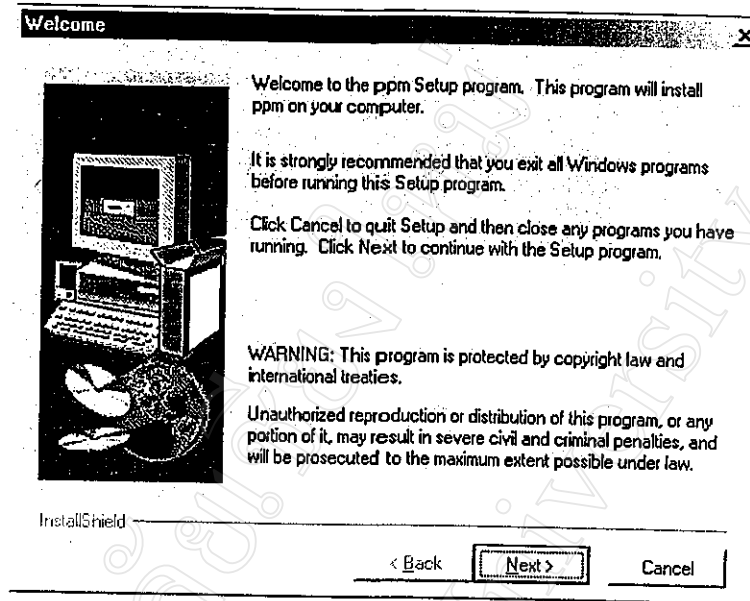 Welcome
Welcome to the ppm Setup program. This program will install
ppm on your computer.
It is strongly recommended that you exit all Windows programs
before running this Setup program.
Click Cancel to quit Setup and then close any programs you have
running. Click Next to continue with the Setup program.
WARNING: This program is protected by copyright law and
international treaties.
Unauthorized reproduction or distribution of this program, or any
portion of it, may result in severe civil and criminal penalties, and
will be prosecuted to the maximum extent possible under law.
InstallShield
< Back Next > Cancel